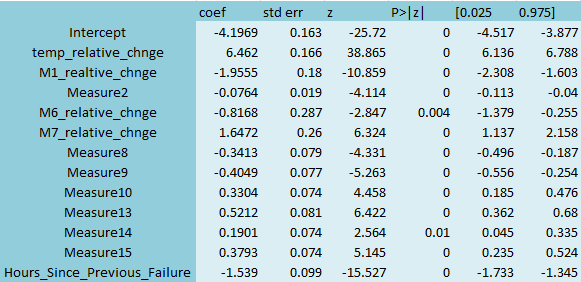 coef std err z P>|z| [0.025 0.975]
Intercept -4.1969 0.163 -25.72 0 -4.517 -3.877
temp_relative_chnge 6.462 0.166 38.865 0 6.136 6.788
M1_realtive_chnge -1.9555 0.18 -10.859 0 -2.308 -1.603
Measure2 -0.0764 0.019 -4.114 0 -0.113 -0.04
M6_relative_chnge -0.8168 0.287 -2.847 0.004 -1.379 -0.255
M7_relative_chnge 1.6472 0.26 6.324 0 1.137 2.158
Measure8 -0.3413 0.079 -4.331 0 -0.496 -0.187
Measure9 -0.4049 0.077 -5.263 0 -0.556 -0.254
Measure10 0.3304 0.074 4.458 0 0.185 0.476
Measure13 0.5212 0.081 6.422 0 0.362 0.68
Measure14 0.1901 0.074 2.564 0.01 0.045 0.335
Measure15 0.3793 0.074 5.145 0 0.235 0.524
Hours_Since_Previous_Failure -1.539 0.099 -15.527 0 -1.733 -1.345